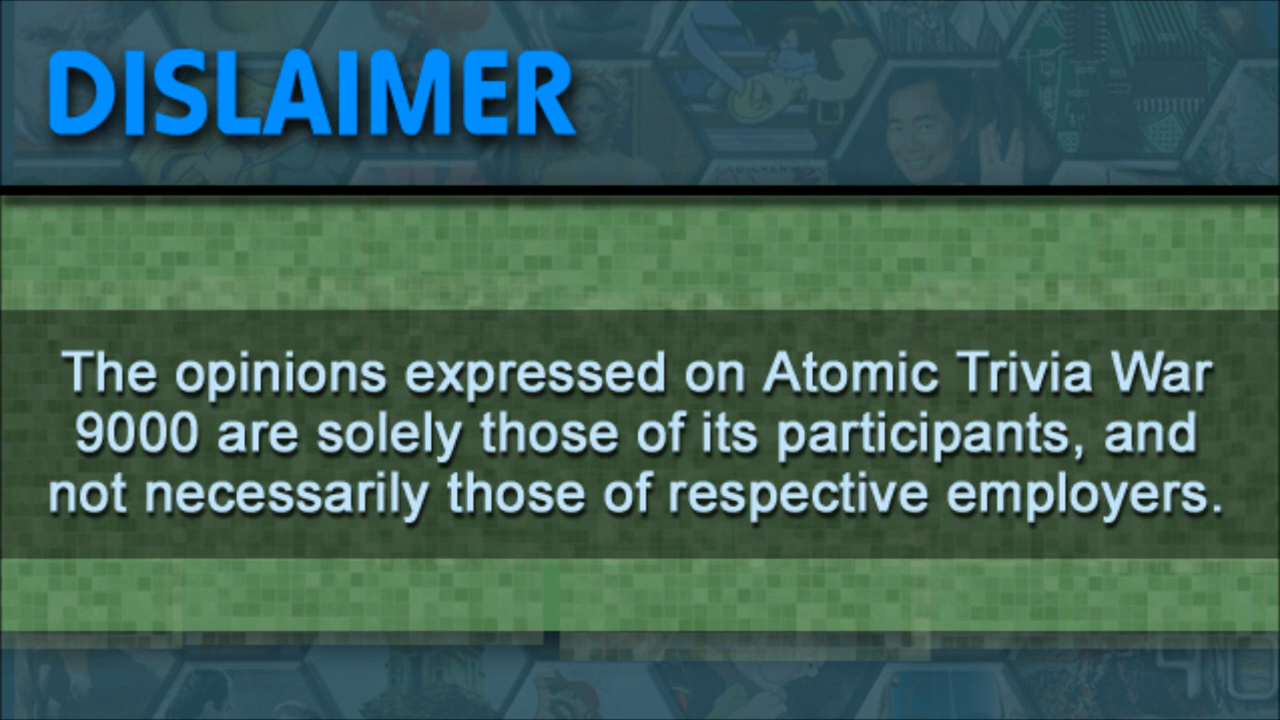 DISLAIMER
The opinions expressed on Atomic Trivia War
9000 are solely those of its participants, and
not necessarily those of respective employers.